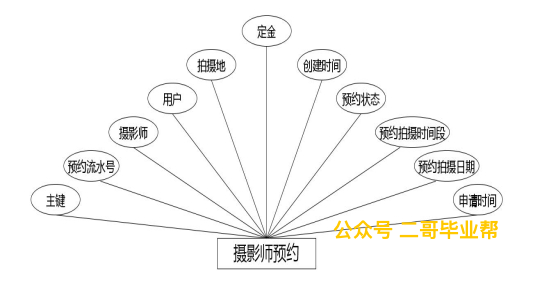 定金
拍摄地
创建时间
用户
预约状态
摄影师
预约拍摄时间段
预约流水号
预约拍摄日期
主键
申请时间
公众号 二哥毕业帮
摄影师预约